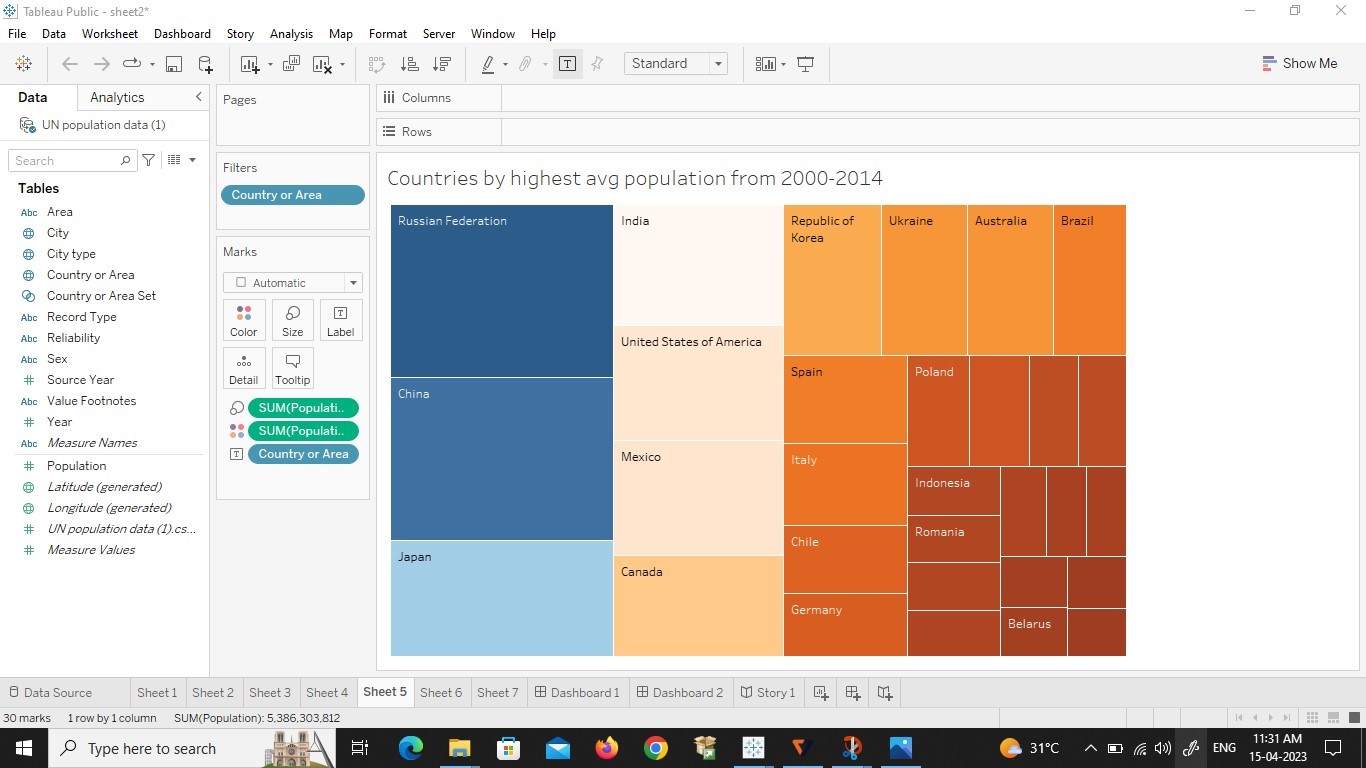 Tableau Public - sheet2*
File Data Worksheet Dashboard Story Analysis Map Format Server Window Help
Standard
Show Me
Data Analytics
UN population data (1)
Search
Tables
Abc Area
City
City type
Country or Area
Country or Area Set
Abc Record Type
Abc Reliability
Abc Sex
Source Year
Abc Value Footnotes
Year
Abc Measure Names
Population
Latitude (generated)
Longitude (generated)
UN population data (1).cs...
Measure Values
Pages
Filters
Country or Area
Marks
Automatic
Color Size Label
Detail Tooltip
SUM(Populati..
SUM(Populati..
Country or Area
Columns
Rows
Countries by highest avg population from 2000-2014
Russian Federation
China
Japan
India
United States of America
Mexico
Canada
Republic of
Korea
Ukraine
Australia
Brazil
Spain
Italy
Chile
Germany
Poland
Indonesia
Romania
Belarus
Data Source Sheet 1 Sheet 2 Sheet 3 Sheet 4 Sheet 5 Sheet 6 Sheet 7 Dashboard 1 Dashboard 2 Story 1
30 marks 1 row by 1 column SUM(Population): 5,386,303,812
Type here to search
31°C
ENG
11:31 AM
15-04-2023